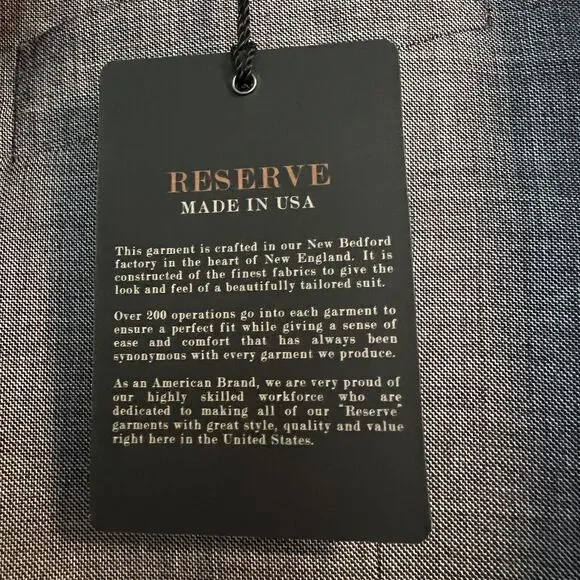 RESERVE
MADE IN USA
This garment is crafted in our New Bedford
factory in the heart of New England. It is
constructed of the finest fabrics to give the
look and feel of a beautifully tailored suit.
Over 200 operations go into each garment to
ensure a perfect fit while giving a sense of
ease and comfort that has always been
synonymous with every garment we produce.
As an American Brand, we are very proud of
our highly skilled workforce who are
dedicated to making all of our "Reserve"
garments with great style, quality and value
right here in the United States.